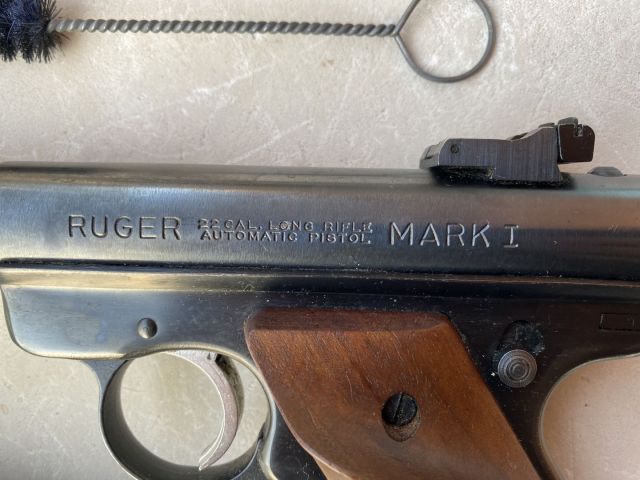 RUGER
22 CAL. LONG RIFLE
AUTOMATIC PISTOL
MARK I